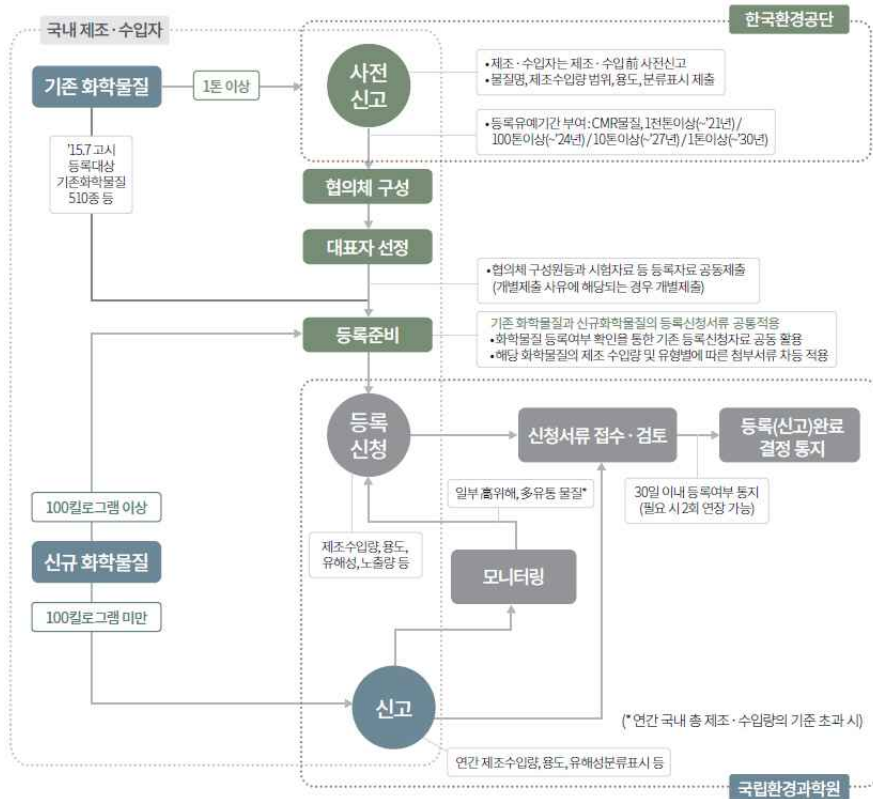 한국환경공단
국내 제조·수입자
기존 화학물질
1톤 이상
사전
신고
• 제조·수입자는 제조·수입 前 사전신고
• 물질명, 제조수입량 범위, 용도, 분류표시 제출
• 등록유예기간 부여 : CMR물질, 1천톤이상(~'21년) /
100톤이상(~'24년) / 10톤이상(~'27년) / 1톤이상(~'30년)
'15.7 고시
등록대상
기존화학물질
510종 등
협의체 구성
대표자 선정
• 협의체 구성원등과 시험자료 등 등록자료 공동제출
(개별제출 사유에 해당되는 경우 개별제출)
등록준비
기존 화학물질과 신규화학물질의 등록신청서류 공통적용
• 화학물질 등록여부 확인을 통한 기존 등록신청자료 공동 활용
• 해당 화학물질의 제조 수입량 및 유형별에 따른 첨부서류 차등 적용
등록
신청
신청서류 접수·검토
등록(신고)완료
결정 통지
일부 高위해, 多유통 물질*
30일 이내 등록여부 통지
(필요 시 2회 연장 가능)
100킬로그램 이상
제조수입량, 용도,
유해성, 노출량 등
신규 화학물질
모니터링
100킬로그램 미만
신고
(* 연간 국내 총 제조·수입량의 기준 초과 시)
연간 제조수입량, 용도, 유해성분류표시 등
국립환경과학원